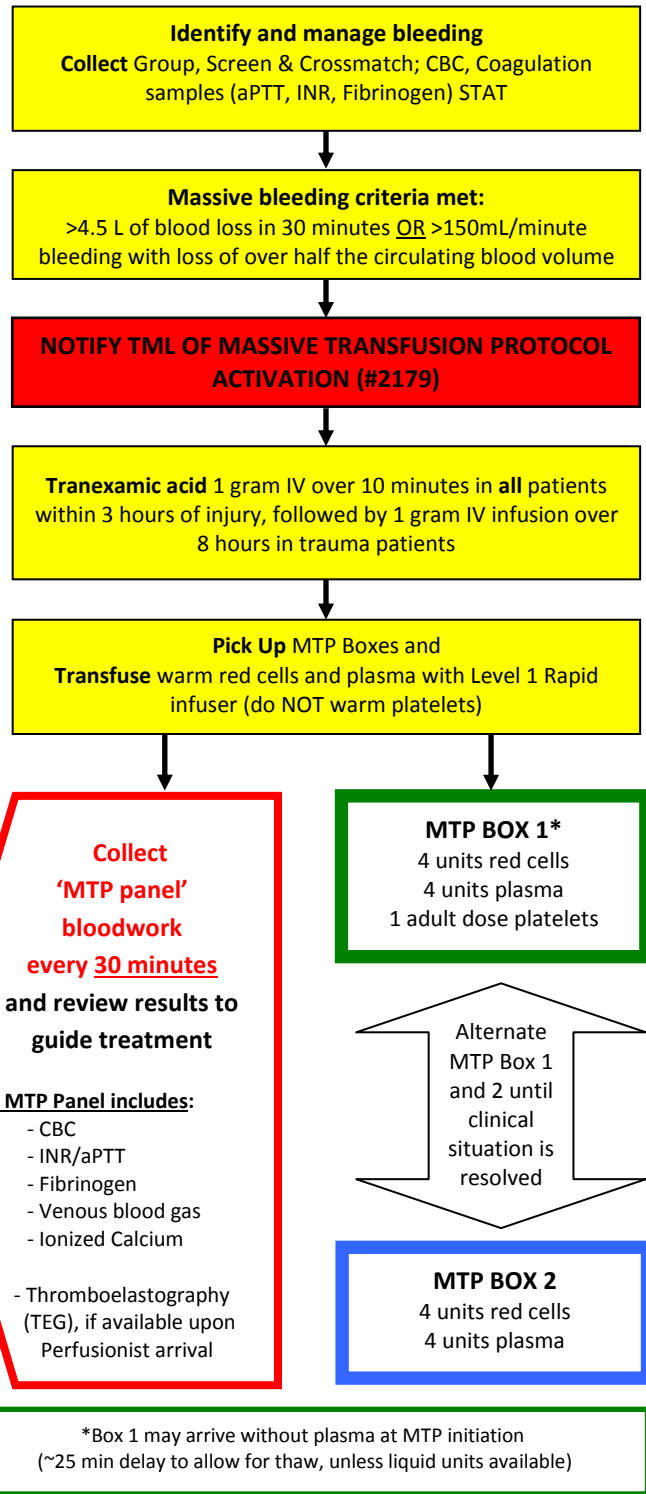 Identify and manage bleeding
Collect Group, Screen & Crossmatch; CBC, Coagulation
samples (aPTT, INR, Fibrinogen) STAT
Massive bleeding criteria met:
>4.5 L of blood loss in 30 minutes OR >150mL/minute
bleeding with loss of over half the circulating blood volume
NOTIFY TML OF MASSIVE TRANSFUSION PROTOCOL
ACTIVATION (#2179)
Tranexamic acid 1 gram IV over 10 minutes in all patients
within 3 hours of injury, followed by 1 gram IV infusion over
8 hours in trauma patients
Pick Up MTP Boxes and
Transfuse warm red cells and plasma with Level 1 Rapid
infuser (do NOT warm platelets)
Collect
‘MTP panel’
bloodwork
every 30 minutes
and review results to
guide treatment
MTP Panel includes:
- CBC
- INR/aPTT
- Fibrinogen
- Venous blood gas
- Ionized Calcium
- Thromboelastography
(TEG), if available upon
Perfusionist arrival
MTP BOX 1*
4 units red cells
4 units plasma
1 adult dose platelets
Alternate
MTP Box 1
and 2 until
clinical
situation is
resolved
MTP BOX 2
4 units red cells
4 units plasma
*Box 1 may arrive without plasma at MTP initiation
(~25 min delay to allow for thaw, unless liquid units available)